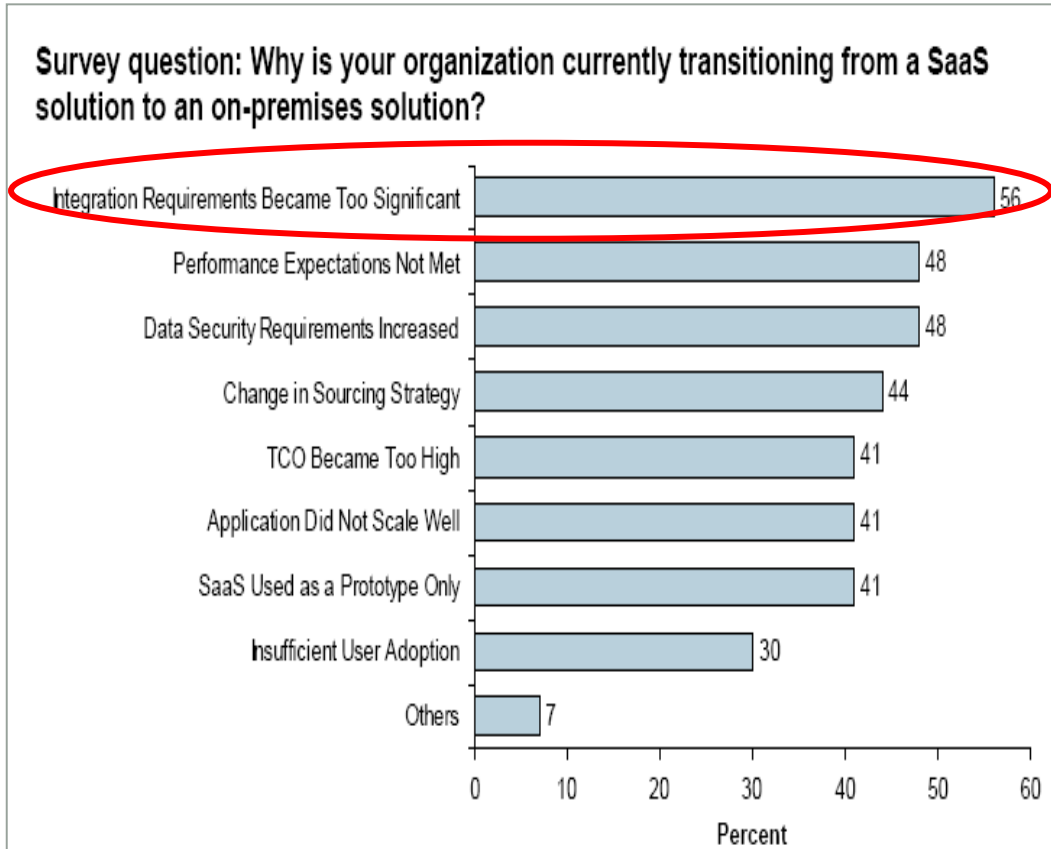 Survey question: Why is your organization currently transitioning from a SaaS
solution to an on-premises solution?
Integration Requirements Became Too Significant 56
Performance Expectations Not Met 48
Data Security Requirements Increased 48
Change in Sourcing Strategy 44
TCO Became Too High 41
Application Did Not Scale Well 41
SaaS Used as a Prototype Only 41
Insufficient User Adoption 30
Others 7
0 10 20 30 40 50 60
Percent